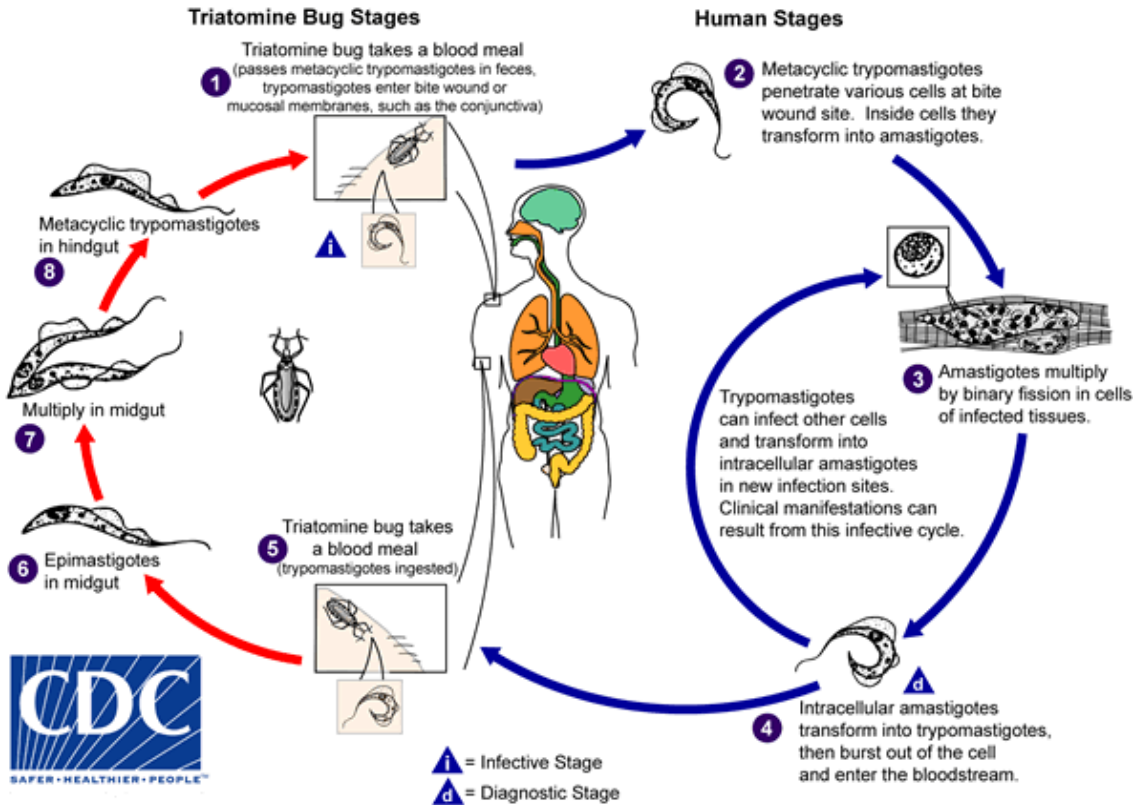 Triatomine Bug Stages
Human Stages
Triatomine bug takes a blood meal
(passes metacyclic trypomastigotes in feces,
trypomastigotes enter bite wound or
mucosal membranes, such as the conjunctiva)
1
2
Metacyclic trypomastigotes
penetrate various cells at bite
wound site. Inside cells they
transform into amastigotes.
Metacyclic trypomastigotes
in hindgut
8
i
3
Amastigotes multiply
by binary fission in cells
of infected tissues.
Trypomastigotes
can infect other cells
and transform into
intracellular amastigotes
in new infection sites.
Clinical manifestations can
result from this infective cycle.
Multiply in midgut
7
Triatomine bug takes
a blood meal
(trypomastigotes ingested)
5
6
Epimastigotes
in midgut
d
4
Intracellular amastigotes
transform into trypomastigotes,
then burst out of the cell
and enter the bloodstream.
CDC
SAFER•HEALTHIER•PEOPLE™
i = Infective Stage
d = Diagnostic Stage